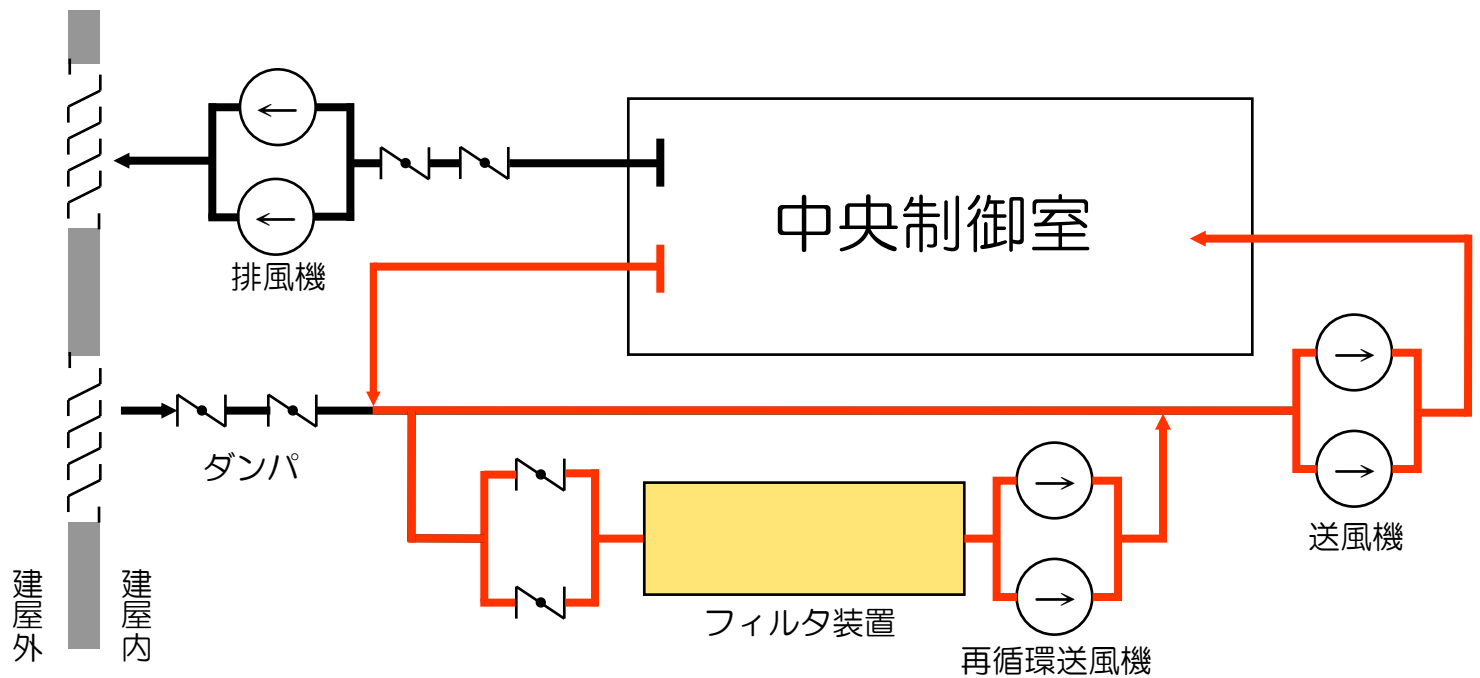 中央制御室
排風機
ダンパ
送風機
フィルタ装置
再循環送風機
建屋外
建屋内